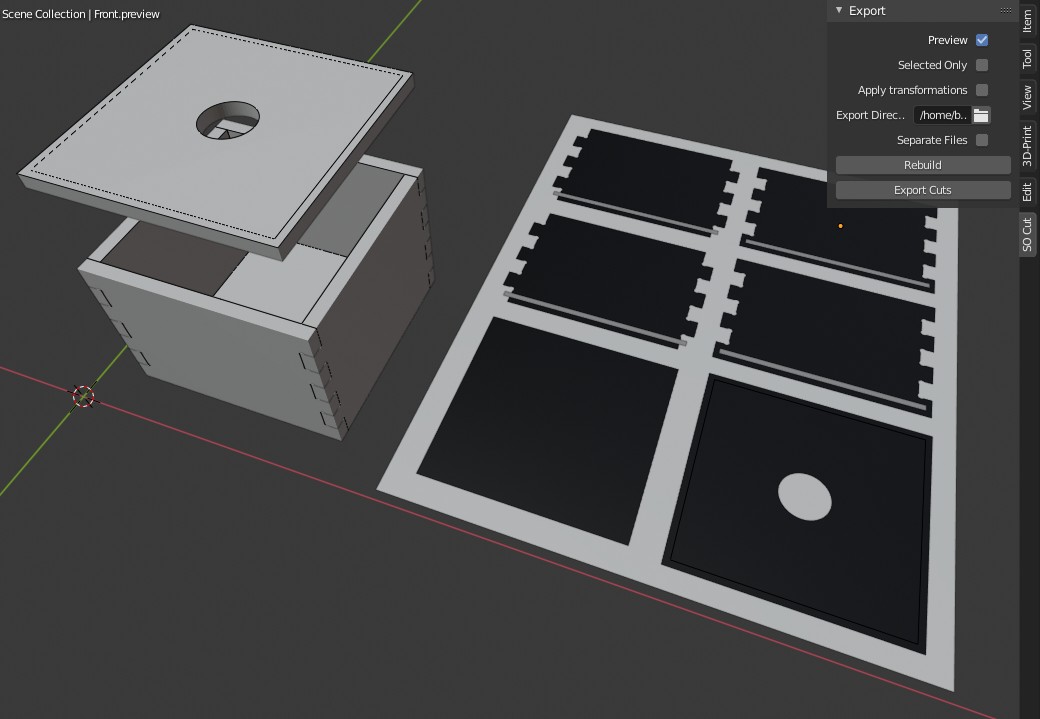 Scene Collection | Front.preview
Export
Preview
Selected Only
Apply transformations
Export Direc.. /home/b..
Separate Files
Rebuild
Export Cuts
Item
Tool
View
3D-Print
Edit
SO Cut